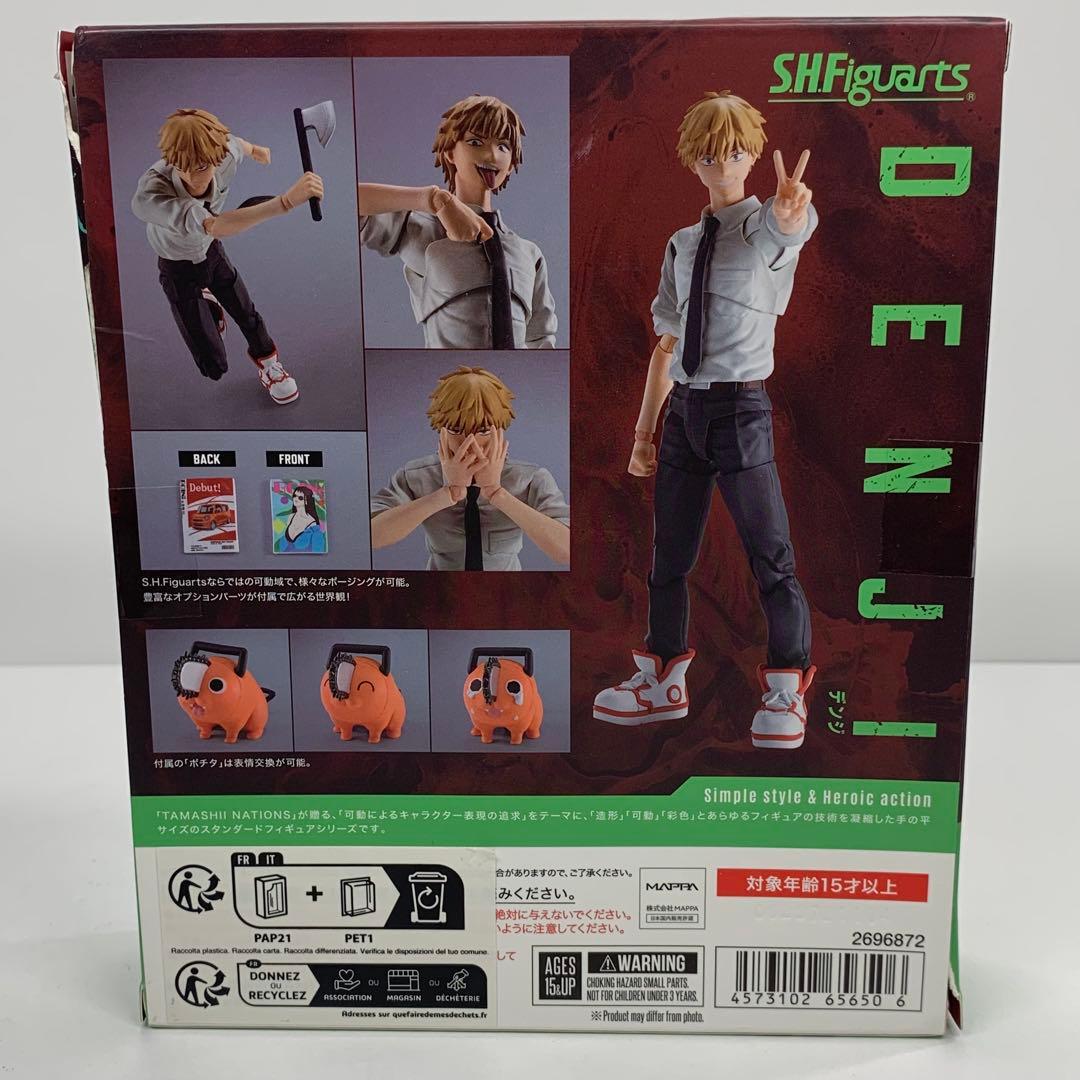 S.H.Figuarts®
DENJI
デンジ
BACK
FRONT
Debut!
S.H.Figuartsならではの可動域で、様々なポージングが可能。
豊富なオプションパーツが付属で広がる世界観!
付属の「ポチタ」は表情交換が可能。
Simple style & Heroic action
「TAMASHII NATIONS」が贈る、「可動によるキャラクター表現の追求」をテーマに、「造形」「可動」「彩色」とあらゆるフィギュアの技術を凝縮した手の平
サイズのスタンダードフィギュアシリーズです。
FR IT
+
PAP21
PET1
Raccolta plastica. Raccolta carta. Raccolta differenziata. Verifica le disposizioni del tuo comune.
FR
DONNEZ
OU
RECYCLEZ
ASSOCIATION
OU
MAGASIN
OU
DÉCHÈTERIE
Adresses sur quefairedemesdechets.fr
合がありますので、ご了承ください。
みください。
絶対に与えないでください。
いように注意してください。
して
MAPPA
株式会社MAPPA
日本国内販売許諾
対象年齢15才以上
2696872
AGES
15&UP
WARNING
CHOKING HAZARD SMALL PARTS.
NOT FOR CHILDREN UNDER 3 YEARS.
※Product may differ from photo.
4573102 65650 6